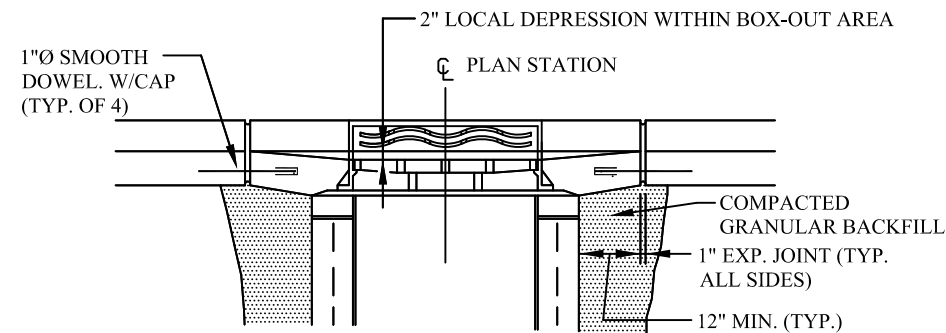 2" LOCAL DEPRESSION WITHIN BOX-OUT AREA
1"Ø SMOOTH
DOWEL. W/CAP
(TYP. OF 4)
℄ PLAN STATION
COMPACTED
GRANULAR BACKFILL
1" EXP. JOINT (TYP.
ALL SIDES)
12" MIN. (TYP.)